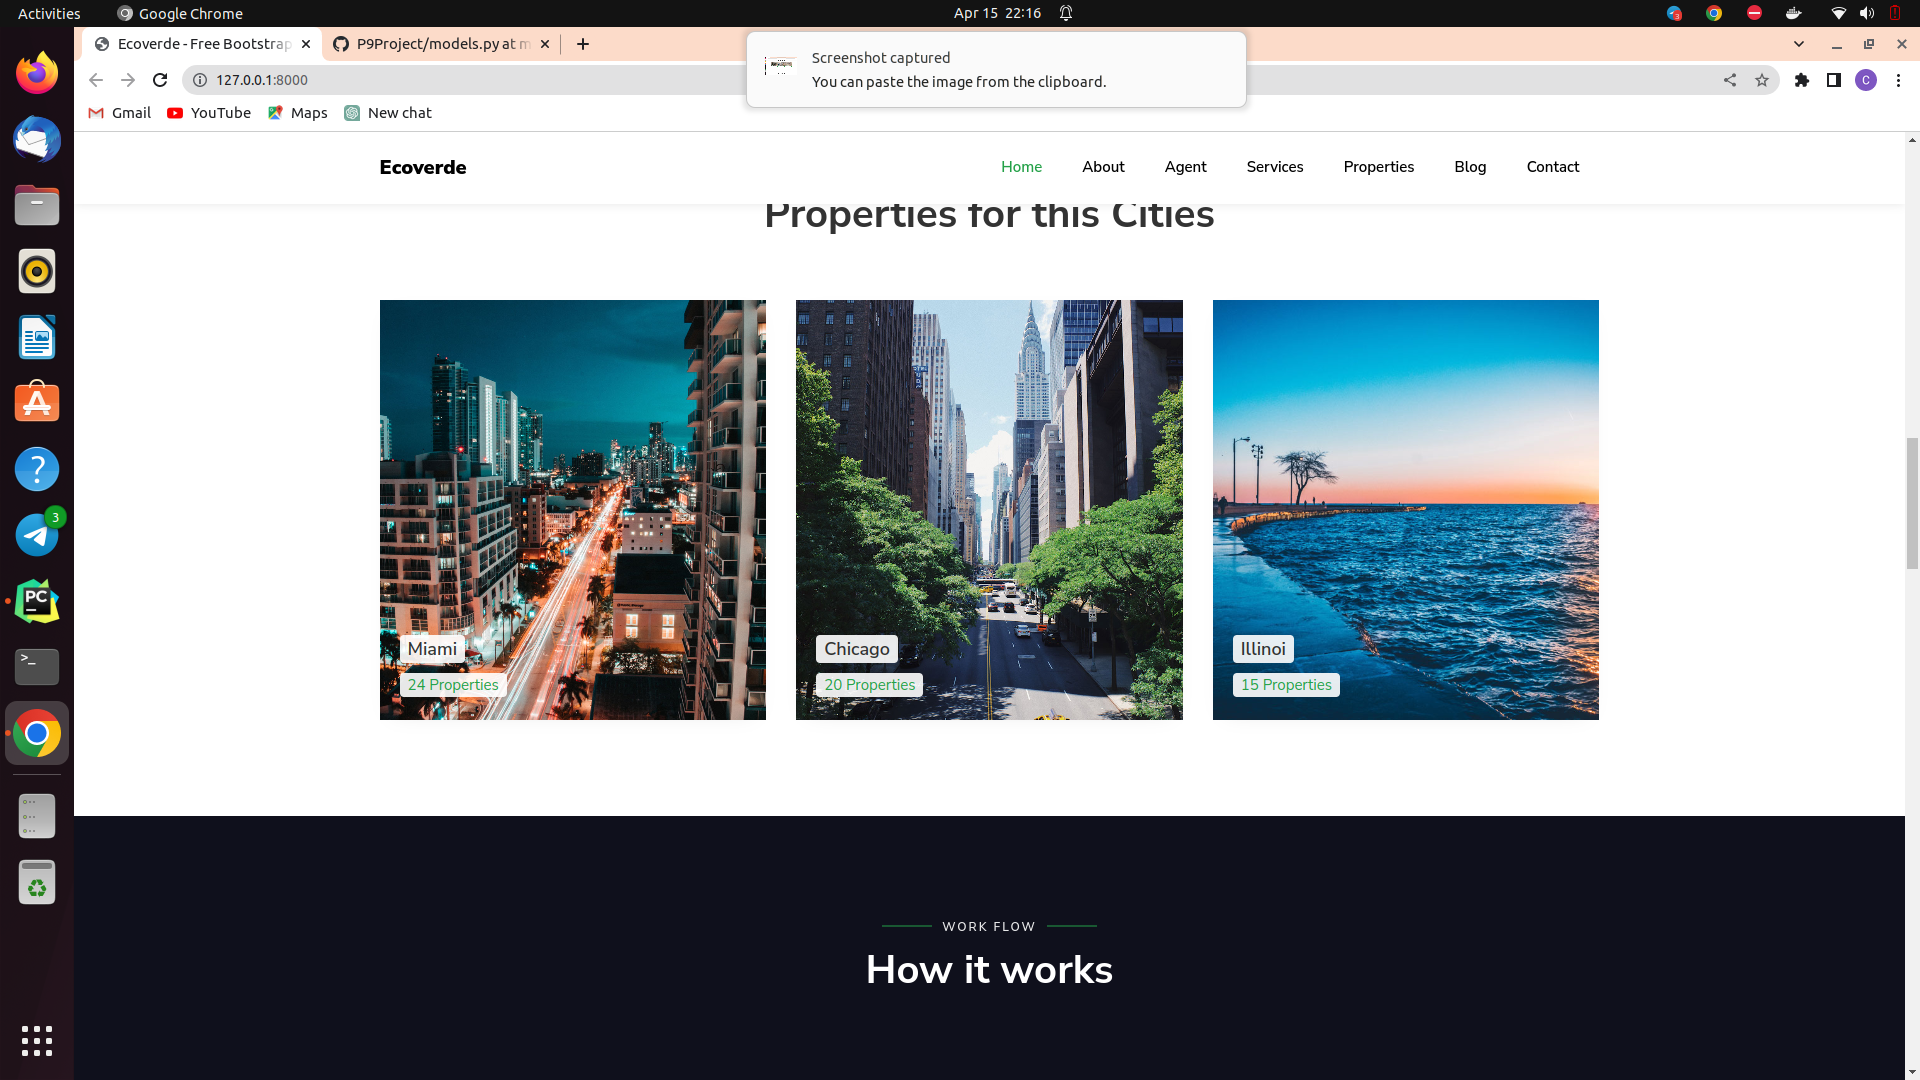 Activities
Google Chrome
Apr 15 22:16
Ecoverde - Free Bootstrap
P9Project/models.py at m
Screenshot captured
You can paste the image from the clipboard.
127.0.0.1:8000
C
Gmail
YouTube
Maps
New chat
Ecoverde
Home
About
Agent
Services
Properties
Blog
Contact
Properties for this Cities
Miami
24 Properties
Chicago
20 Properties
Illinoi
15 Properties
WORK FLOW
How it works
3
PC
>_